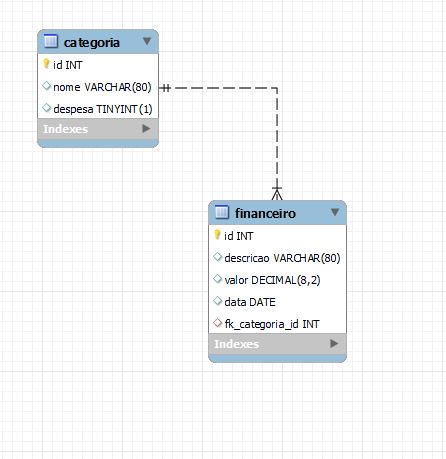 categoria
id INT
nome VARCHAR(80)
despesa TINYINT(1)
Indexes
financeiro
id INT
descricao VARCHAR(80)
valor DECIMAL(8,2)
data DATE
fk_categoria_id INT
Indexes